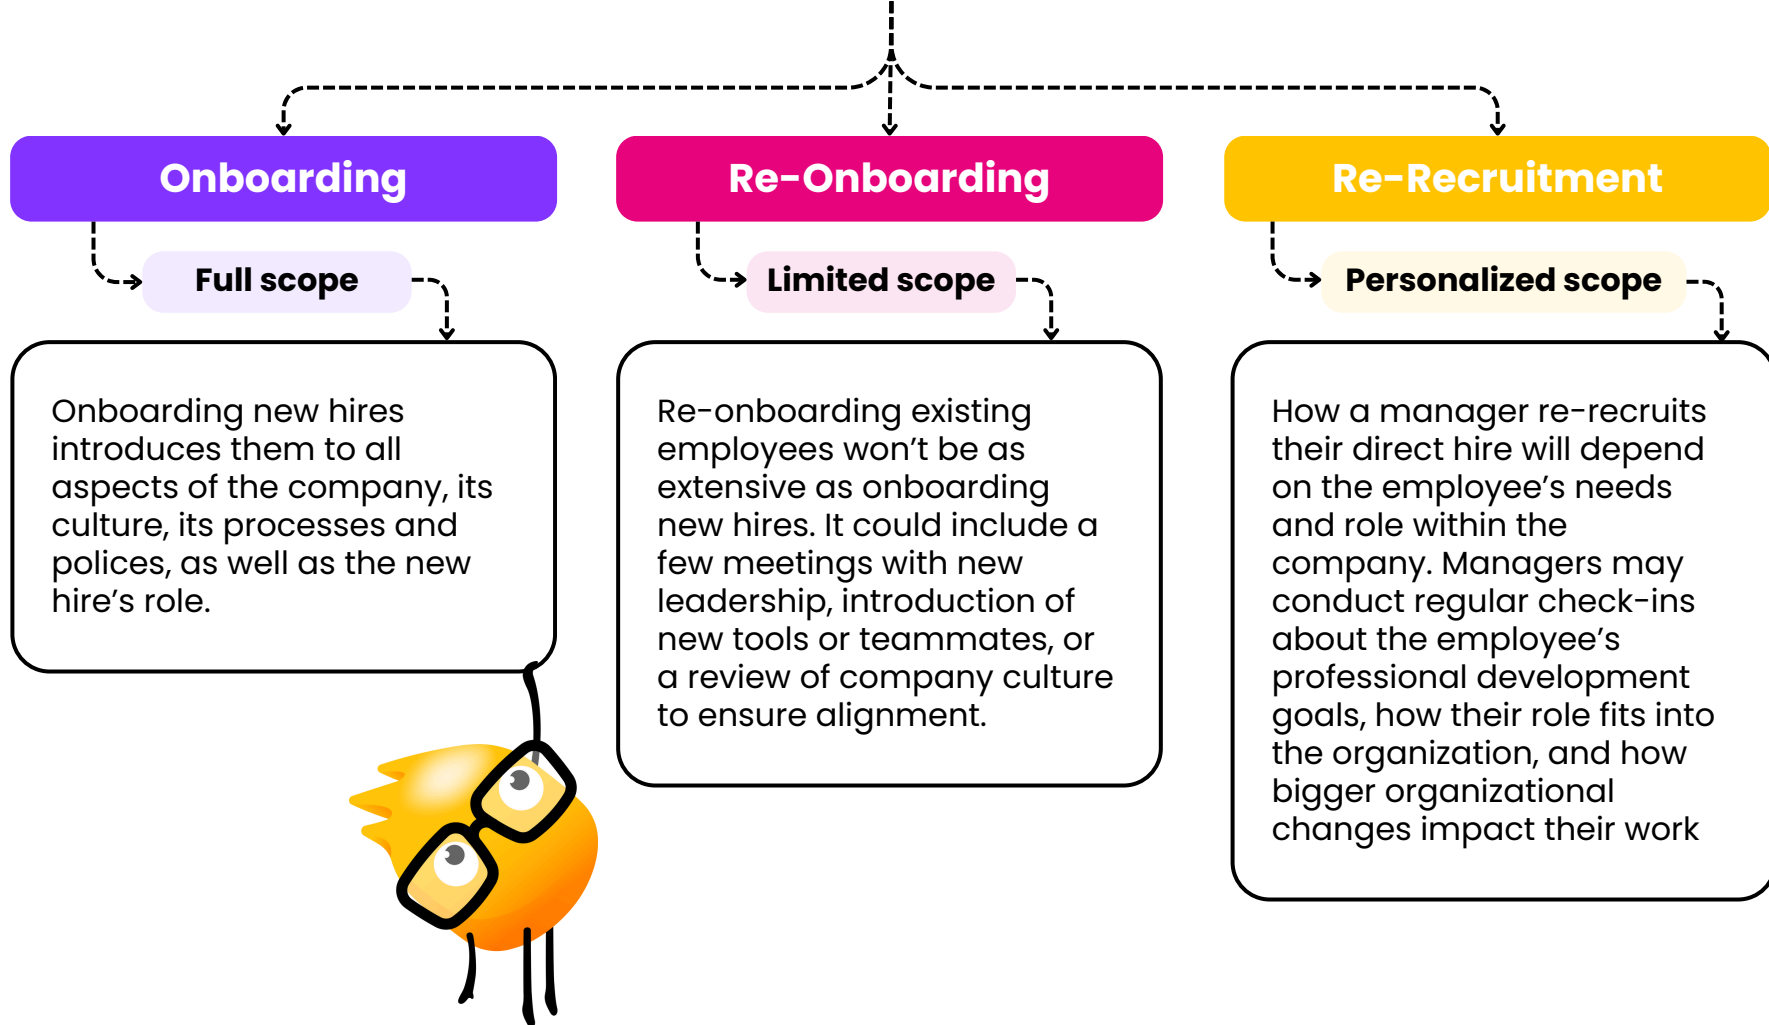 Onboarding
Full scope
Onboarding new hires
introduces them to all
aspects of the company, its
culture, its processes and
polices, as well as the new
hire's role.
Re-Onboarding
Limited scope
Re-onboarding existing
employees won't be as
extensive as onboarding
new hires. It could include a
few meetings with new
leadership, introduction of
new tools or teammates, or
a review of company culture
to ensure alignment.
Re-Recruitment
Personalized scope
How a manager re-recruits
their direct hire will depend
on the employee's needs
and role within the
company. Managers may
conduct regular check-ins
about the employee's
professional development
goals, how their role fits into
the organization, and how
bigger organizational
changes impact their work